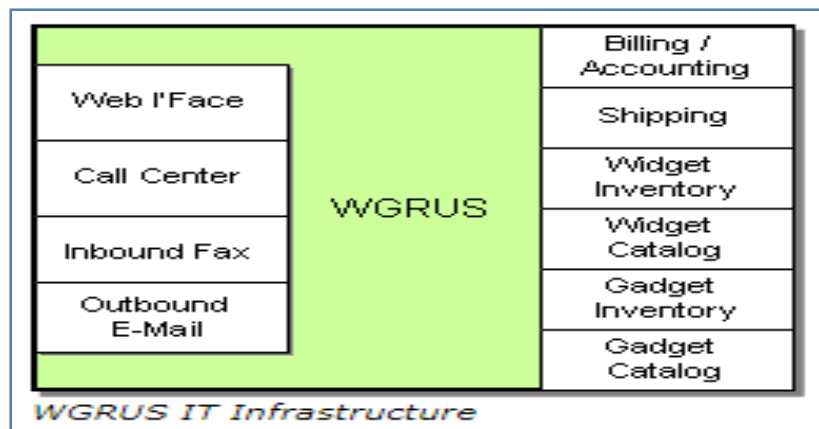 Web I'Face
Call Center
Inbound Fax
Outbound
E-Mail
WGRUS
Billing /
Accounting
Shipping
Widget
Inventory
Widget
Catalog
Gadget
Inventory
Gadget
Catalog
WGRUS IT Infrastructure